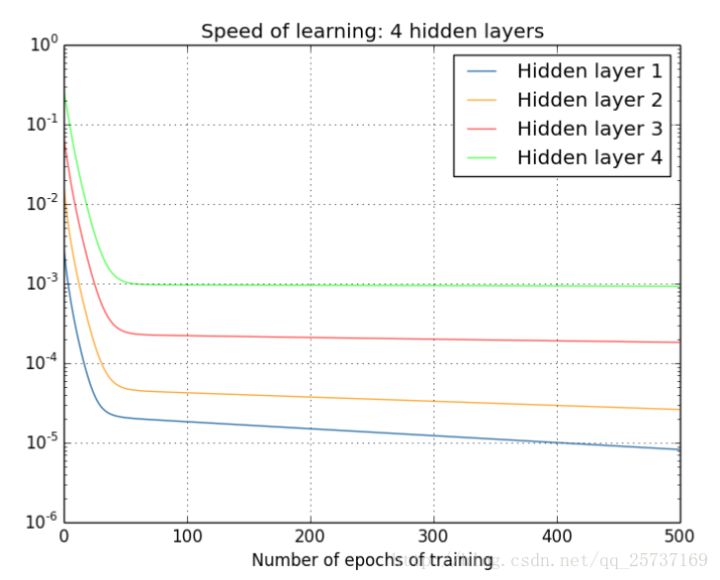 Speed of learning: 4 hidden layers
10^0
10^-1
10^-2
10^-3
10^-4
10^-5
10^-6
Hidden layer 1
Hidden layer 2
Hidden layer 3
Hidden layer 4
0 100 200 300 400 500
Number of epochs of training
.csdn.net/qq_25737169